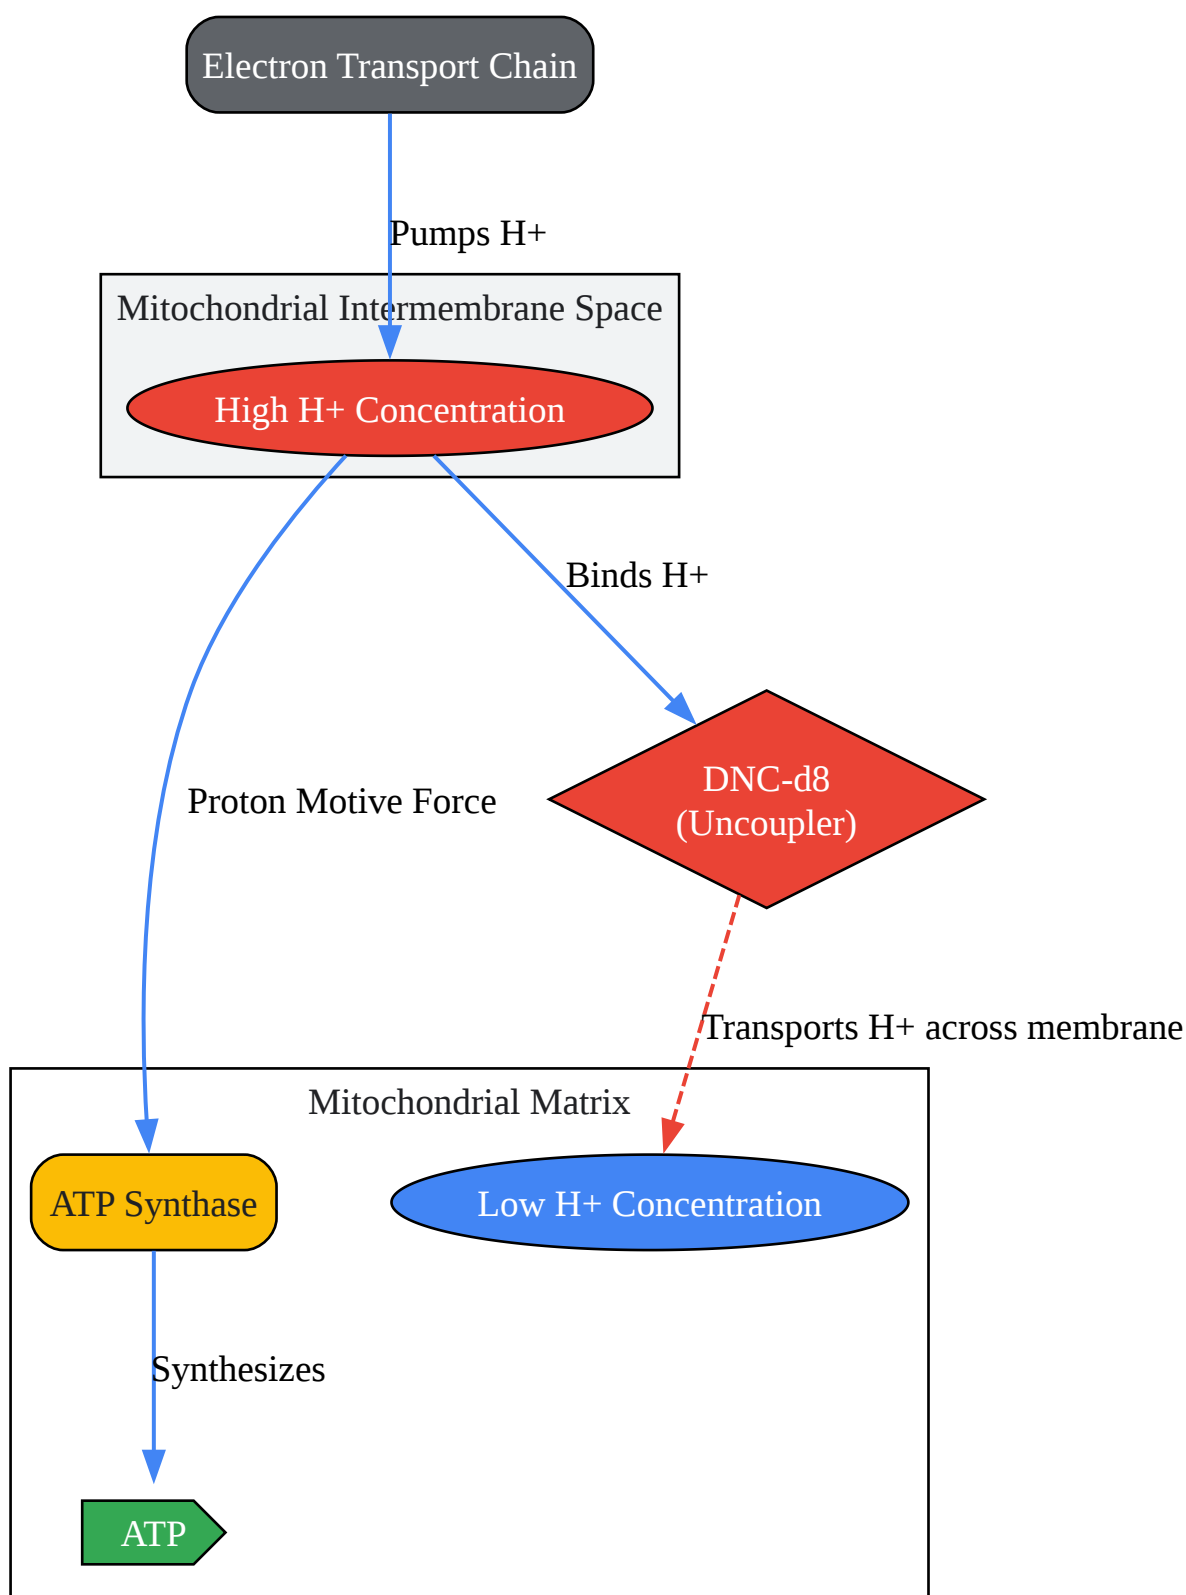 Electron Transport Chain
Pumps H+
Mitochondrial Intermembrane Space
High H+ Concentration
Binds H+
DNC-d8
(Uncoupler)
Proton Motive Force
Transports H+ across membrane
Mitochondrial Matrix
ATP Synthase
Low H+ Concentration
Synthesizes
ATP